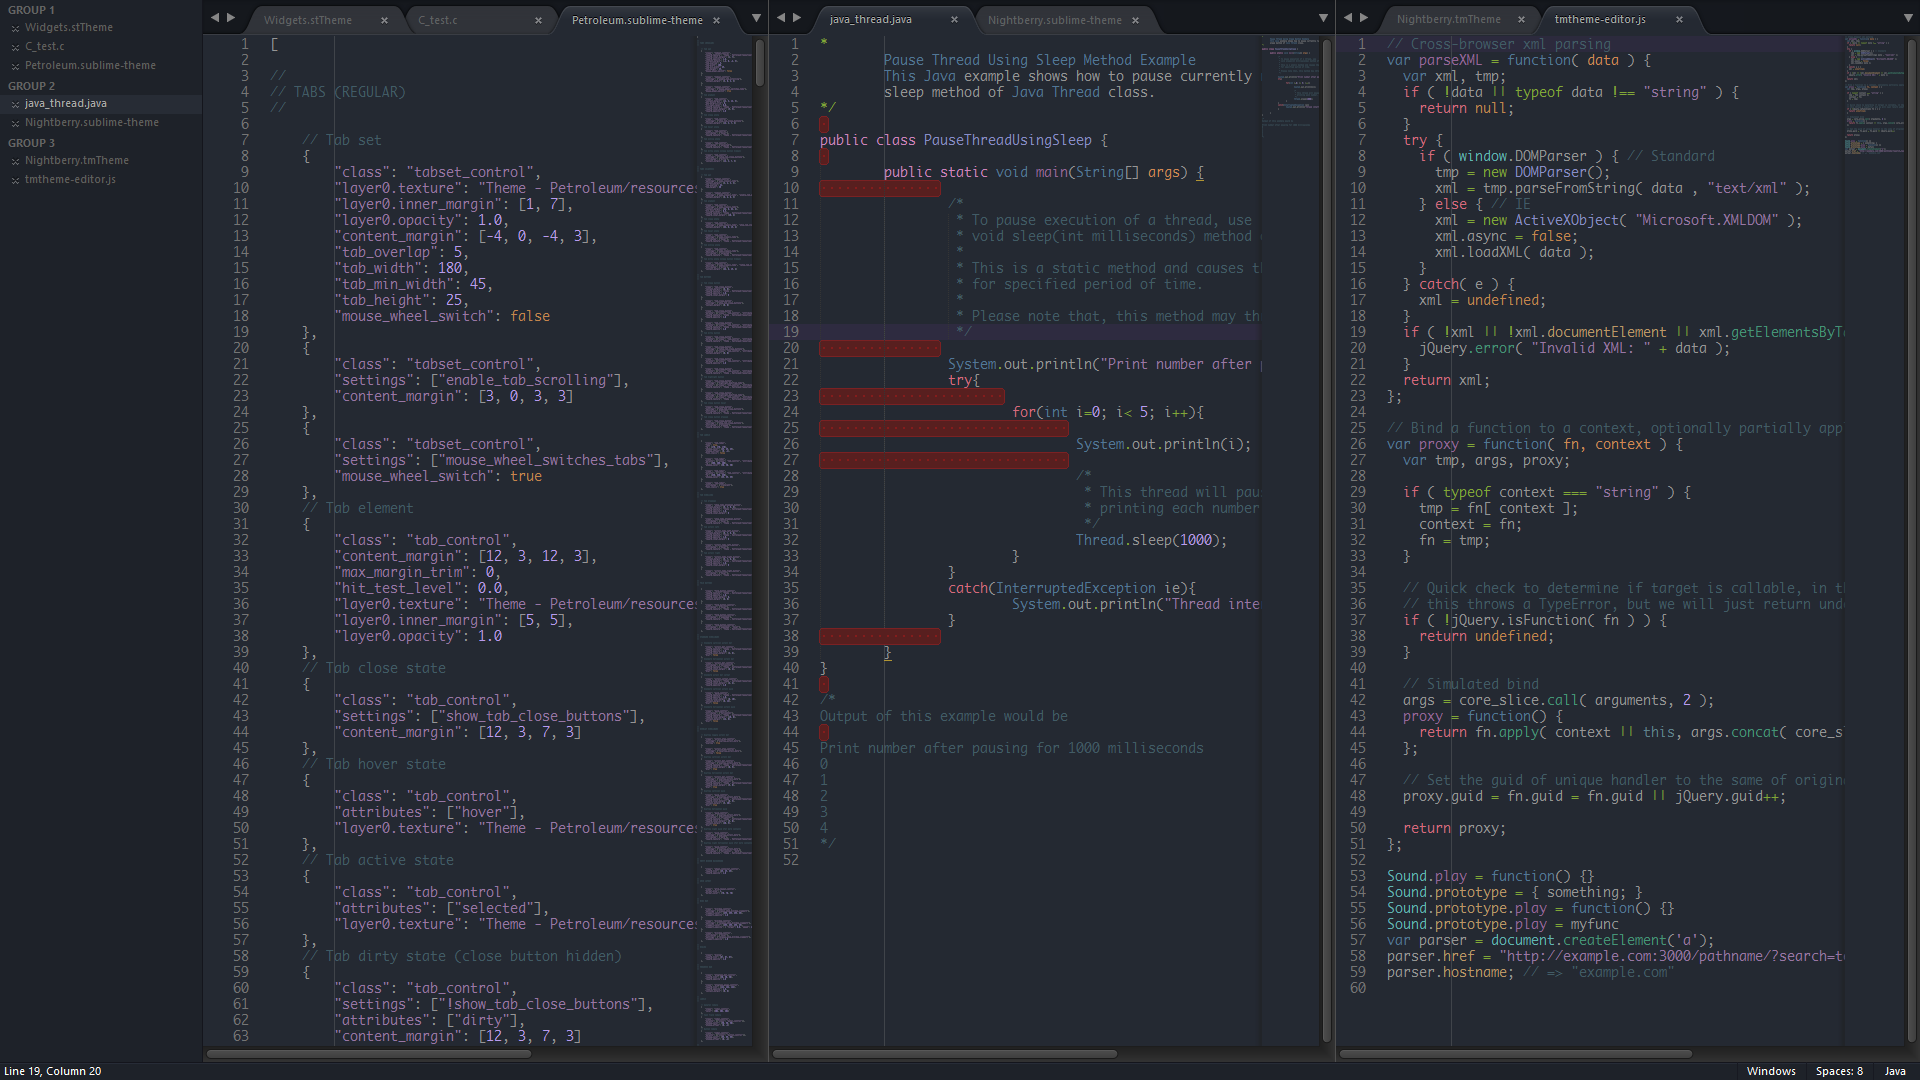 GROUP 1
Widgets.stTheme
C_test.c
Petroleum.sublime-theme
GROUP 2
java_thread.java
Nightberry.sublime-theme
GROUP 3
Nightberry.tmTheme
tmtheme-editor.js
Widgets.stTheme
C_test.c
Petroleum.sublime-theme
1 [
2
3 //
4 // TABS (REGULAR)
5 //
6
7 // Tab set
8 {
9 "class": "tabset_control",
10 "layer0.texture": "Theme - Petroleum/resources
11 "layer0.inner_margin": [1, 7],
12 "layer0.opacity": 1.0,
13 "content_margin": [-4, 0, -4, 3],
14 "tab_overlap": 5,
15 "tab_width": 180,
16 "tab_min_width": 45,
17 "tab_height": 25,
18 "mouse_wheel_switch": false
19 },
20 {
21 "class": "tabset_control",
22 "settings": ["enable_tab_scrolling"],
23 "content_margin": [3, 0, 3, 3]
24 },
25 {
26 "class": "tabset_control",
27 "settings": ["mouse_wheel_switches_tabs"],
28 "mouse_wheel_switch": true
29 },
30 // Tab element
31 {
32 "class": "tab_control",
33 "content_margin": [12, 3, 12, 3],
34 "max_margin_trim": 0,
35 "hit_test_level": 0.0,
36 "layer0.texture": "Theme - Petroleum/resources
37 "layer0.inner_margin": [5, 5],
38 "layer0.opacity": 1.0
39 },
40 // Tab close state
41 {
42 "class": "tab_control",
43 "settings": ["show_tab_close_buttons"],
44 "content_margin": [12, 3, 7, 3]
45 },
46 // Tab hover state
47 {
48 "class": "tab_control",
49 "attributes": ["hover"],
50 "layer0.texture": "Theme - Petroleum/resources
51 },
52 // Tab active state
53 {
54 "class": "tab_control",
55 "attributes": ["selected"],
56 "layer0.texture": "Theme - Petroleum/resources
57 },
58 // Tab dirty state (close button hidden)
59 {
60 "class": "tab_control",
61 "settings": ["!show_tab_close_buttons"],
62 "attributes": ["dirty"],
63 "content_margin": [12, 3, 7, 3]
java_thread.java
Nightberry.sublime-theme
1 *
2 Pause Thread Using Sleep Method Example
3 This Java example shows how to pause currently
4 sleep method of Java Thread class.
5 */
6
7 public class PauseThreadUsingSleep {
8
9 public static void main(String[] args) {
10
11 /*
12 * To pause execution of a thread, use
13 * void sleep(int milliseconds) method
14 *
15 * This is a static method and causes th
16 * for specified period of time.
17 *
18 * Please note that, this method may th
19 */
20
21 System.out.println("Print number after
22 try{
23
24 for(int i=0; i< 5; i++){
25
26 System.out.println(i);
27
28 /*
29 * This thread will pau
30 * printing each number
31 */
32 Thread.sleep(1000);
33 }
34 }
35 catch(InterruptedException ie){
36 System.out.println("Thread inte
37 }
38
39 }
40 }
41
42 /*
43 Output of this example would be
44
45 Print number after pausing for 1000 milliseconds
46 0
47 1
48 2
49 3
50 4
51 */
52
Nightberry.tmTheme
tmtheme-editor.js
1 // Cross-browser xml parsing
2 var parseXML = function( data ) {
3 var xml, tmp;
4 if ( !data || typeof data !== "string" ) {
5 return null;
6 }
7 try {
8 if ( window.DOMParser ) { // Standard
9 tmp = new DOMParser();
10 xml = tmp.parseFromString( data , "text/xml" );
11 } else { // IE
12 xml = new ActiveXObject( "Microsoft.XMLDOM" );
13 xml.async = false;
14 xml.loadXML( data );
15 }
16 } catch( e ) {
17 xml = undefined;
18 }
19 if ( !xml || !xml.documentElement || xml.getElementsByT
20 jQuery.error( "Invalid XML: " + data );
21 }
22 return xml;
23 };
24
25 // Bind a function to a context, optionally partially app
26 var proxy = function( fn, context ) {
27 var tmp, args, proxy;
28
29 if ( typeof context === "string" ) {
30 tmp = fn[ context ];
31 context = fn;
32 fn = tmp;
33 }
34
35 // Quick check to determine if target is callable, in th
36 // this throws a TypeError, but we will just return und
37 if ( !jQuery.isFunction( fn ) ) {
38 return undefined;
39 }
40
41 // Simulated bind
42 args = core_slice.call( arguments, 2 );
43 proxy = function() {
44 return fn.apply( context || this, args.concat( core_s
45 };
46
47 // Set the guid of unique handler to the same of origin
48 proxy.guid = fn.guid = fn.guid || jQuery.guid++;
49
50 return proxy;
51 };
52
53 Sound.play = function() {}
54 Sound.prototype = { something; }
55 Sound.prototype.play = function() {}
56 Sound.prototype.play = myfunc
57 var parser = document.createElement('a');
58 parser.href = "http://example.com:3000/pathname/?search=t
59 parser.hostname; // => "example.com"
60
Line 19, Column 20
Windows
Spaces: 8
Java